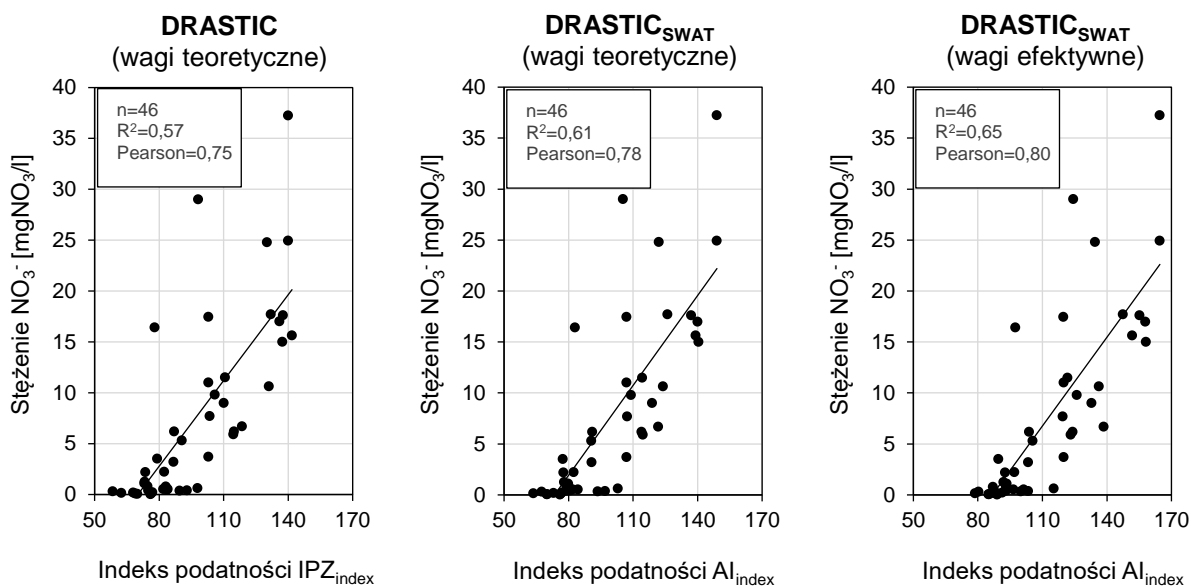 DRASTIC
(wagi teoretyczne)
n=46
R²=0,57
Pearson=0,75
40
35
30
25
20
15
10
5
0
50
80
110
140
170
Stężenie NO₃⁻ [mgNO₃/l]
Indeks podatności IPZindex
DRASTICSWAT
(wagi teoretyczne)
n=46
R²=0,61
Pearson=0,78
40
35
30
25
20
15
10
5
0
50
80
110
140
170
Stężenie NO₃⁻ [mgNO₃/l]
Indeks podatności AIindex
DRASTICSWAT
(wagi efektywne)
n=46
R²=0,65
Pearson=0,80
40
35
30
25
20
15
10
5
0
50
80
110
140
170
Stężenie NO₃⁻ [mgNO₃/l]
Indeks podatności AIindex